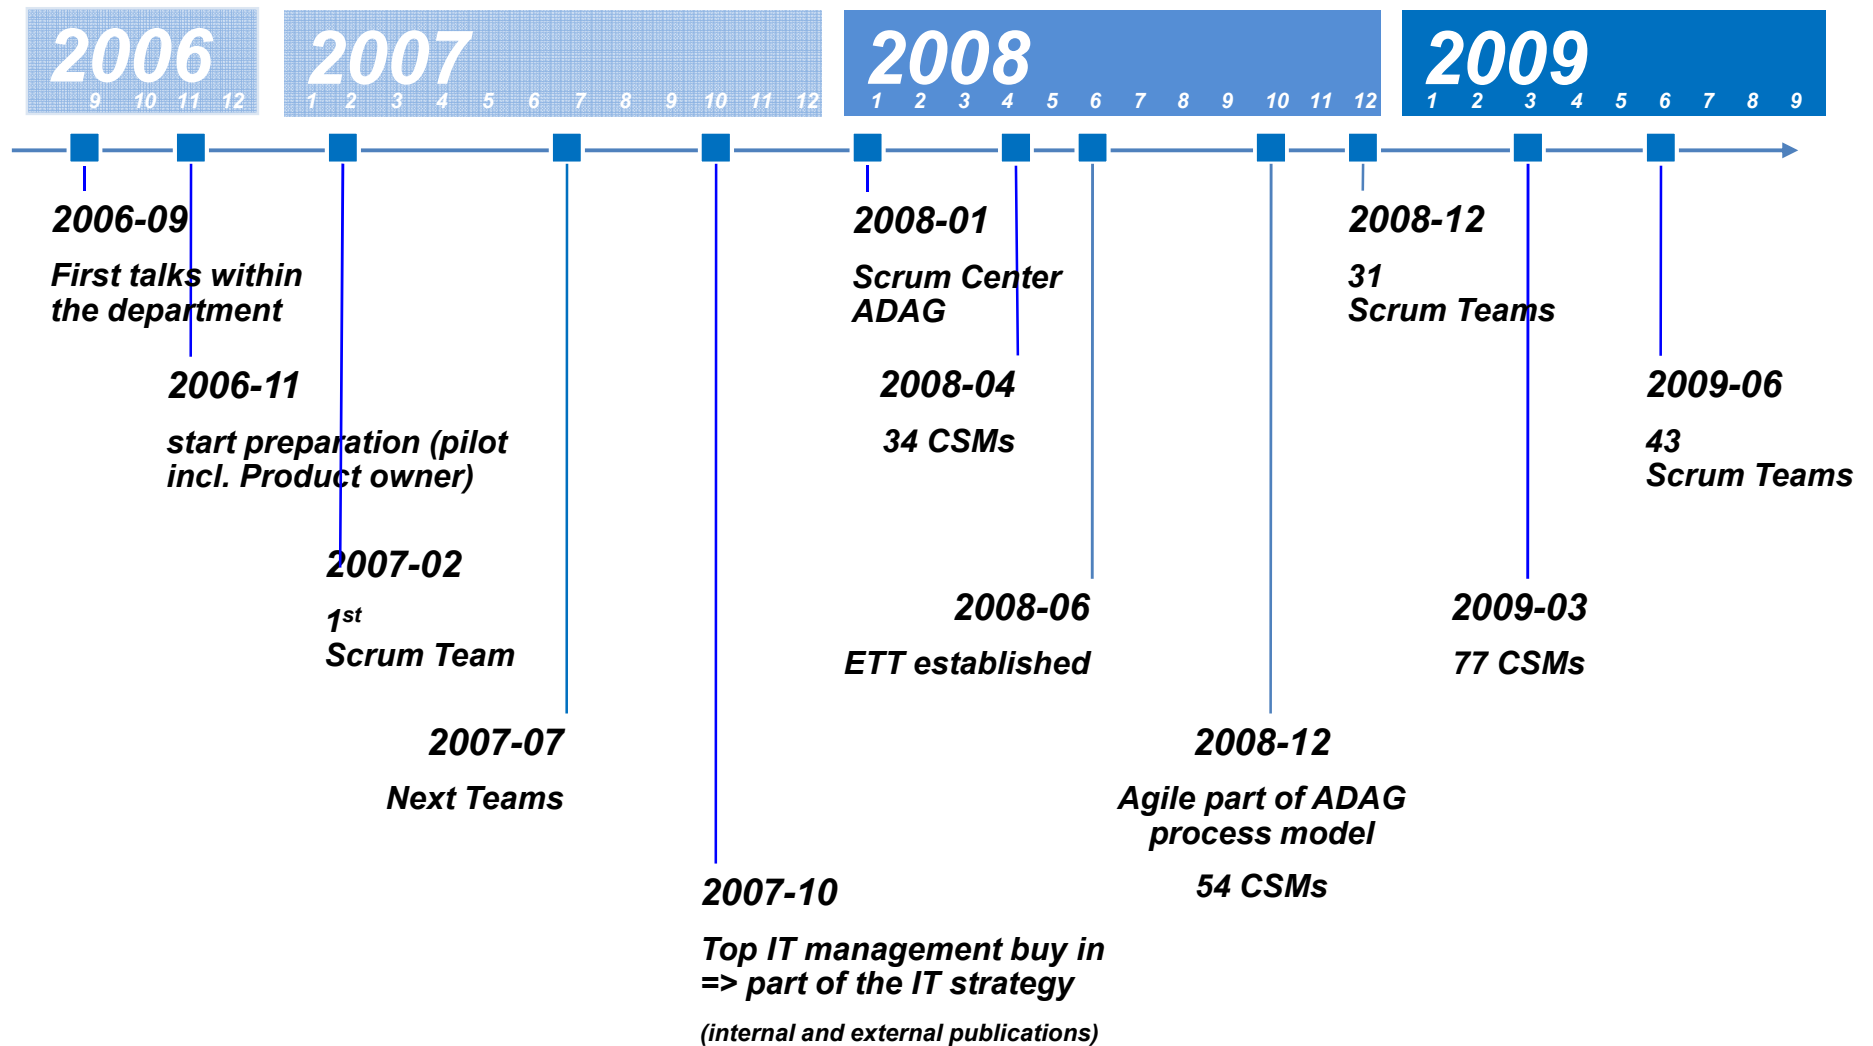 2006
9 10 11 12
2007
1 2 3 4 5 6 7 8 9 10 11 12
2008
1 2 3 4 5 6 7 8 9 10 11 12
2009
1 2 3 4 5 6 7 8 9
2006-09
First talks within
the department
2006-11
start preparation (pilot
incl. Product owner)
2007-02
1st
Scrum Team
2007-07
Next Teams
2007-10
Top IT management buy in
=> part of the IT strategy
(internal and external publications)
2008-01
Scrum Center
ADAG
2008-04
34 CSMs
2008-06
ETT established
2008-12
Agile part of ADAG
process model
54 CSMs
2008-12
31
Scrum Teams
2009-03
77 CSMs
2009-06
43
Scrum Teams